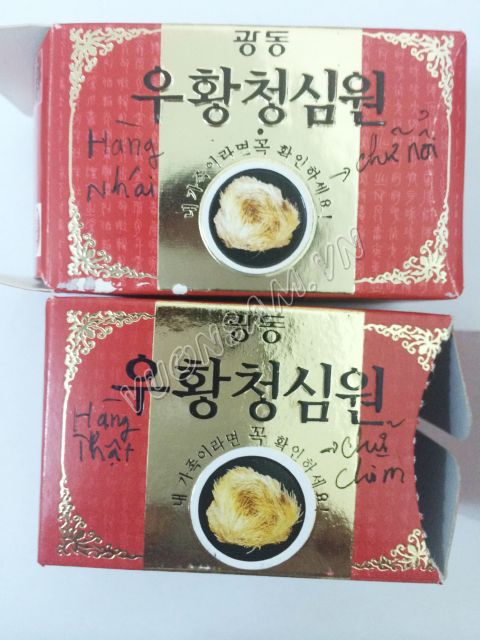 광동
우황청심원
Hàng
Nhái
내 가족이라면 꼭 확인하세요!
→ chữ nổi
VUONSAM.VN
광동
우황청심원
Hàng
Thật
내 가족이라면 꼭 확인하세요!
→ chữ
chìm